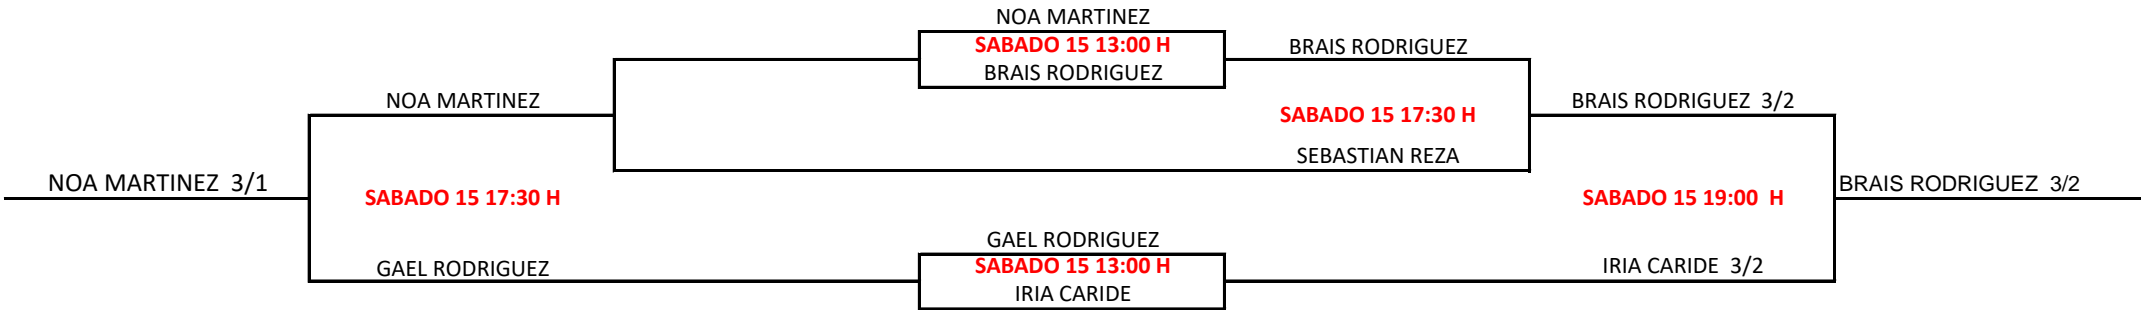 NOA MARTINEZ
SABADO 15 13:00 H
BRAIS RODRIGUEZ
BRAIS RODRIGUEZ
NOA MARTINEZ
SABADO 15 17:30 H
BRAIS RODRIGUEZ 3/2
SEBASTIAN REZA
NOA MARTINEZ 3/1
SABADO 15 17:30 H
SABADO 15 19:00 H
BRAIS RODRIGUEZ 3/2
GAEL RODRIGUEZ
GAEL RODRIGUEZ
SABADO 15 13:00 H
IRIA CARIDE 3/2
IRIA CARIDE